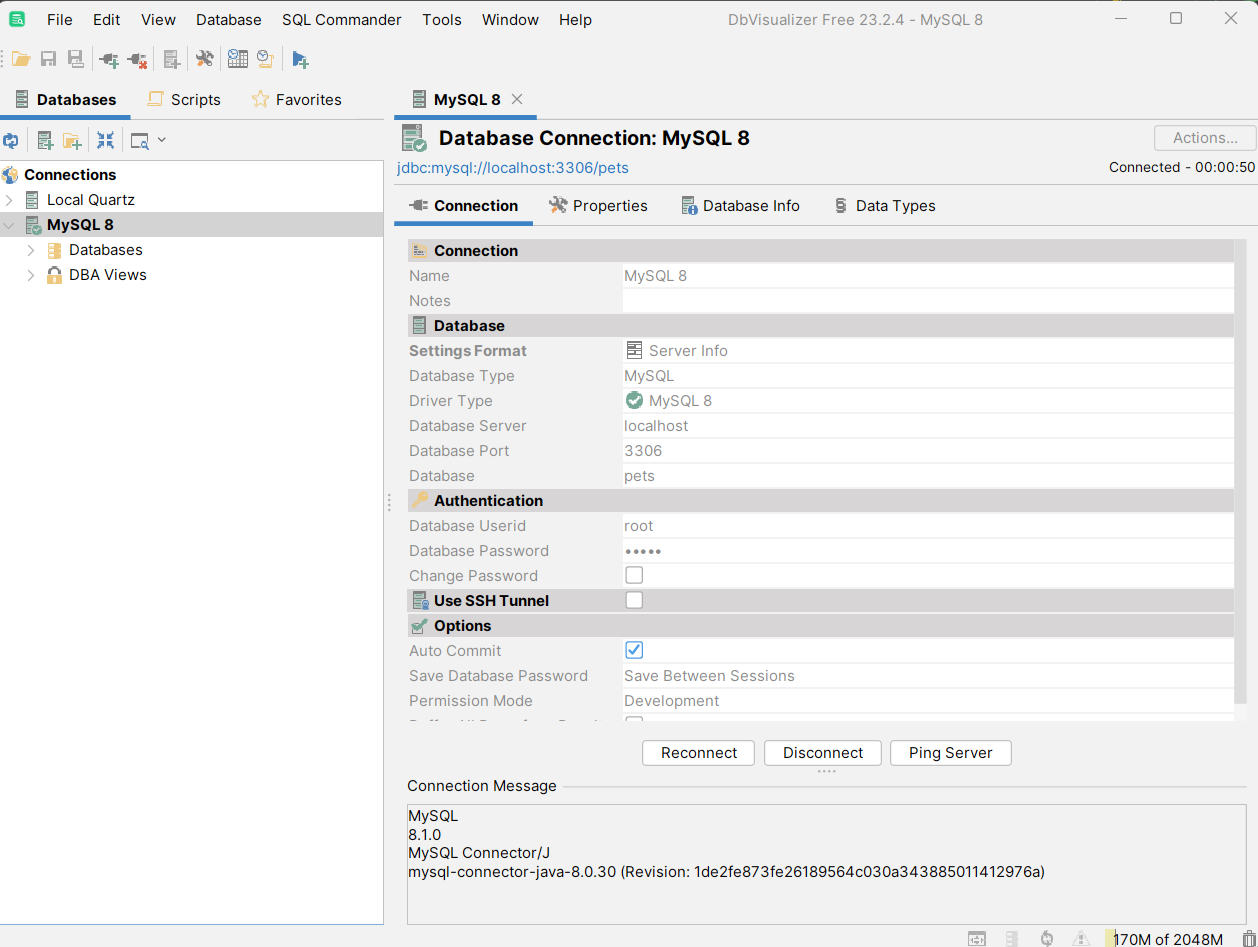 File Edit View Database SQL Commander Tools Window Help DbVisualizer Free 23.2.4 - MySQL 8
Databases Scripts Favorites
Connections
Local Quartz
MySQL 8
Databases
DBA Views
MySQL 8
Database Connection: MySQL 8
Actions...
jdbc:mysql://localhost:3306/pets
Connected - 00:00:50
Connection Properties Database Info Data Types
Connection
Name MySQL 8
Notes
Database
Settings Format Server Info
Database Type MySQL
Driver Type MySQL 8
Database Server localhost
Database Port 3306
Database pets
Authentication
Database Userid root
Database Password •••••
Change Password
Use SSH Tunnel
Options
Auto Commit
Save Database Password Save Between Sessions
Permission Mode Development
Reconnect Disconnect Ping Server
Connection Message
MySQL
8.1.0
MySQL Connector/J
mysql-connector-java-8.0.30 (Revision: 1de2fe873fe26189564c030a343885011412976a)
170M of 2048M